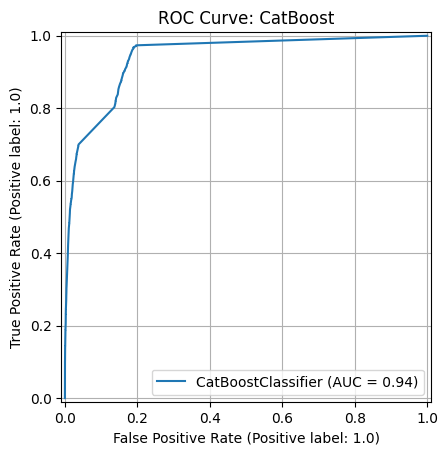 ROC Curve: CatBoost
1.0
0.8
0.6
0.4
0.2
0.0
True Positive Rate (Positive label: 1.0)
CatBoostClassifier (AUC = 0.94)
0.0 0.2 0.4 0.6 0.8 1.0
False Positive Rate (Positive label: 1.0)